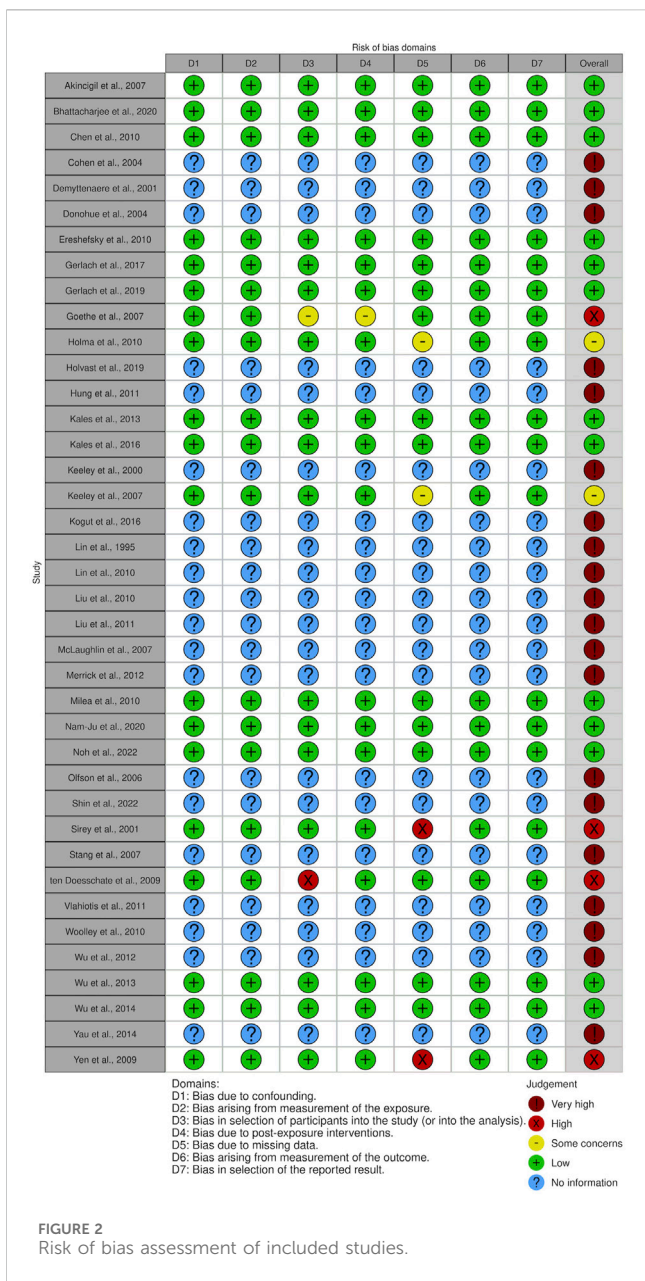 Risk of bias domains
D1 D2 D3 D4 D5 D6 D7 Overall
Study
Akincigil et al., 2007 + + + + + + + +
Bhattacharjee et al., 2020 + + + + + + + +
Chen et al., 2010 + + + + + + + +
Cohen et al., 2004 ? ? ? ? ? ? ? !
Demyttenaere et al., 2001 ? ? ? ? ? ? ? !
Donohue et al., 2004 ? ? ? ? ? ? ? !
Ereshefsky et al., 2010 + + + + + + + +
Gerlach et al., 2017 + + + + + + + +
Gerlach et al., 2019 + + + + + + + +
Goethe et al., 2007 + + - - + + + X
Holma et al., 2010 + + + + - + + -
Holvast et al., 2019 ? ? ? ? ? ? ? !
Hung et al., 2011 ? ? ? ? ? ? ? !
Kales et al., 2013 + + + + + + + +
Kales et al., 2016 + + + + + + + +
Keeley et al., 2000 ? ? ? ? ? ? ? !
Keeley et al., 2007 + + + + - + + -
Kogut et al., 2016 ? ? ? ? ? ? ? !
Lin et al., 1995 ? ? ? ? ? ? ? !
Lin et al., 2010 ? ? ? ? ? ? ? !
Liu et al., 2010 ? ? ? ? ? ? ? !
Liu et al., 2011 ? ? ? ? ? ? ? !
McLaughlin et al., 2007 ? ? ? ? ? ? ? !
Merrick et al., 2012 ? ? ? ? ? ? ? !
Milea et al., 2010 + + + + + + + +
Nam-Ju et al., 2020 + + + + + + + +
Noh et al., 2022 + + + + + + + +
Olfson et al., 2006 ? ? ? ? ? ? ? !
Shin et al., 2022 ? ? ? ? ? ? ? !
Sirey et al., 2001 + + + + X + + X
Stang et al., 2007 ? ? ? ? ? ? ? !
ten Doesschate et al., 2009 + + X + + + + X
Vlahiotis et al., 2011 ? ? ? ? ? ? ? !
Woolley et al., 2010 ? ? ? ? ? ? ? !
Wu et al., 2012 ? ? ? ? ? ? ? !
Wu et al., 2013 + + + + + + + +
Wu et al., 2014 + + + + + + + +
Yau et al., 2014 ? ? ? ? ? ? ? !
Yen et al., 2009 + + + + X + + X
Domains:
D1: Bias due to confounding.
D2: Bias arising from measurement of the exposure.
D3: Bias in selection of participants into the study (or into the analysis).
D4: Bias due to post-exposure interventions.
D5: Bias due to missing data.
D6: Bias arising from measurement of the outcome.
D7: Bias in selection of the reported result.
Judgement
! Very high
X High
- Some concerns
+ Low
? No information
FIGURE 2
Risk of bias assessment of included studies.